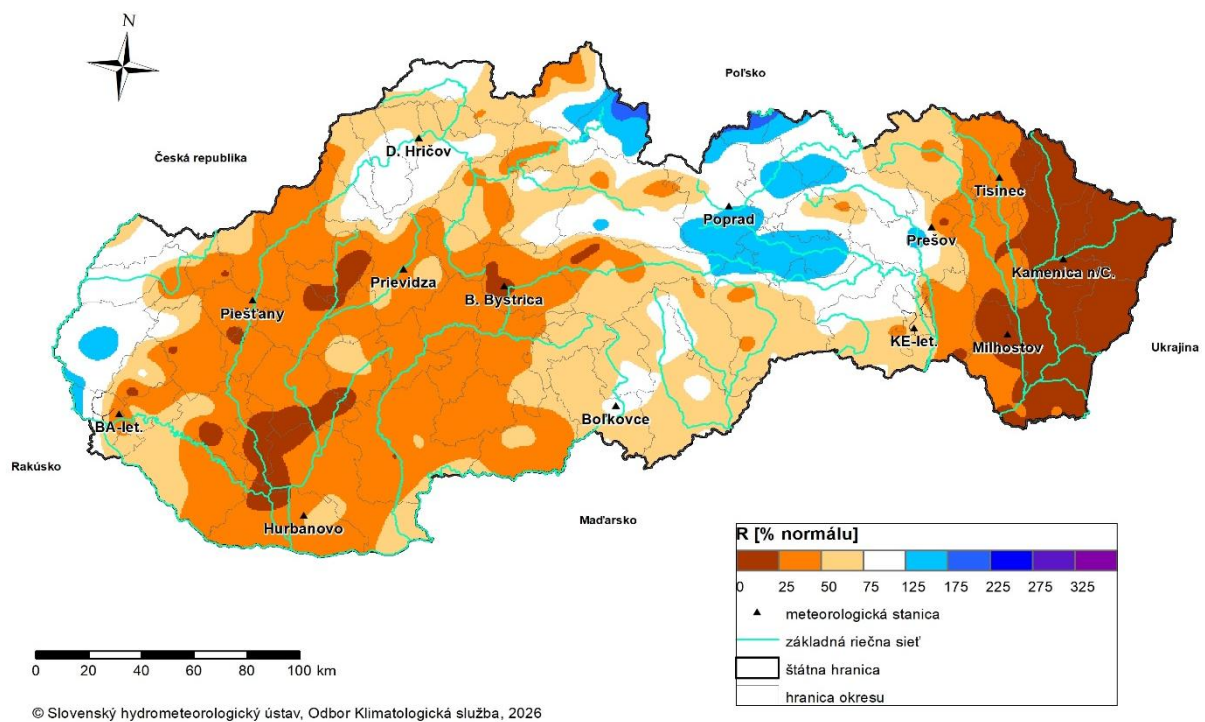 N
Poľsko
Česká republika
D. Hričov
Tisinec
Poprad
Prešov
Kamenica n/C.
Prievidza
B. Bystrica
Piešťany
KE-let.
Milhostov
Ukrajina
Boľkovce
BA-let.
Rakúsko
Maďarsko
Hurbanovo
R [% normálu]
0 25 50 75 125 175 225 275 325
meteorologická stanica
základná riečna sieť
štátna hranica
hranica okresu
0 20 40 60 80 100 km
© Slovenský hydrometeorologický ústav, Odbor Klimatologická služba, 2026